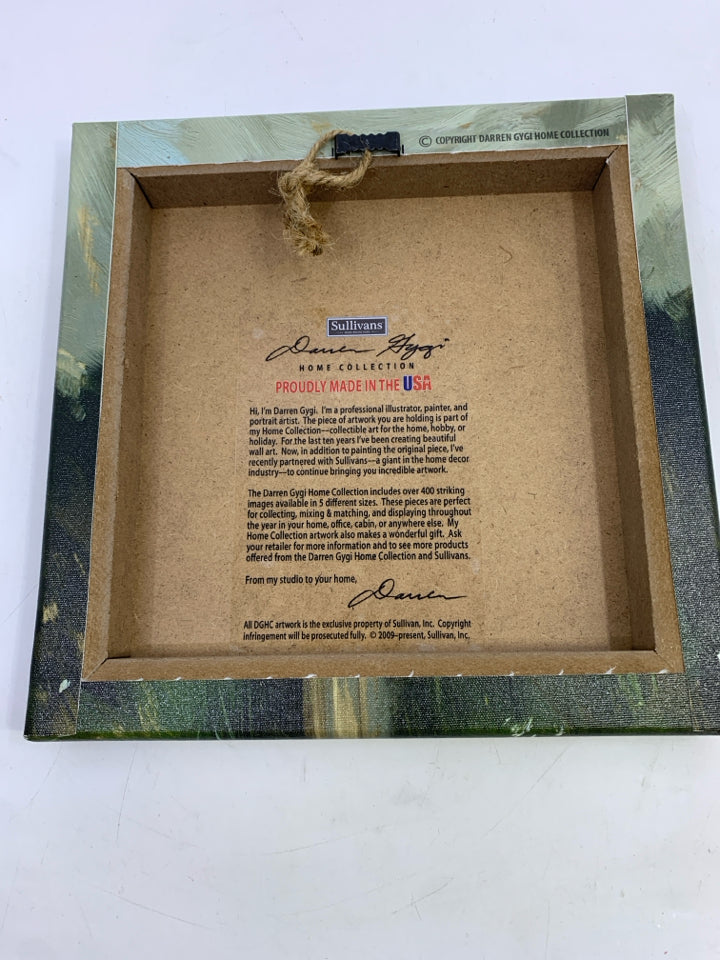 © COPYRIGHT DARREN GYGI HOME COLLECTION
Sullivans
Darren Gygi
HOME COLLECTION
PROUDLY MADE IN THE USA
Hi, I'm Darren Gygi. I'm a professional illustrator, painter, and
portrait artist. The piece of artwork you are holding is part of
my Home Collection---collectible art for the home, hobby, or
holiday. For the last ten years I've been creating beautiful
wall art. Now, in addition to painting the original piece, I've
recently partnered with Sullivans---a giant in the home decor
industry---to continue bringing you incredible artwork.
The Darren Gygi Home Collection includes over 400 striking
images available in 5 different sizes. These pieces are perfect
for collecting, mixing & matching, and displaying throughout
the year in your home, office, cabin, or anywhere else. My
Home Collection artwork also makes a wonderful gift. Ask
your retailer for more information and to see more products
offered from the Darren Gygi Home Collection and Sullivans.
From my studio to your home,
Darren
All DGHC artwork is the exclusive property of Sullivan, Inc. Copyright
infringement will be prosecuted fully. © 2009-present, Sullivan, Inc.